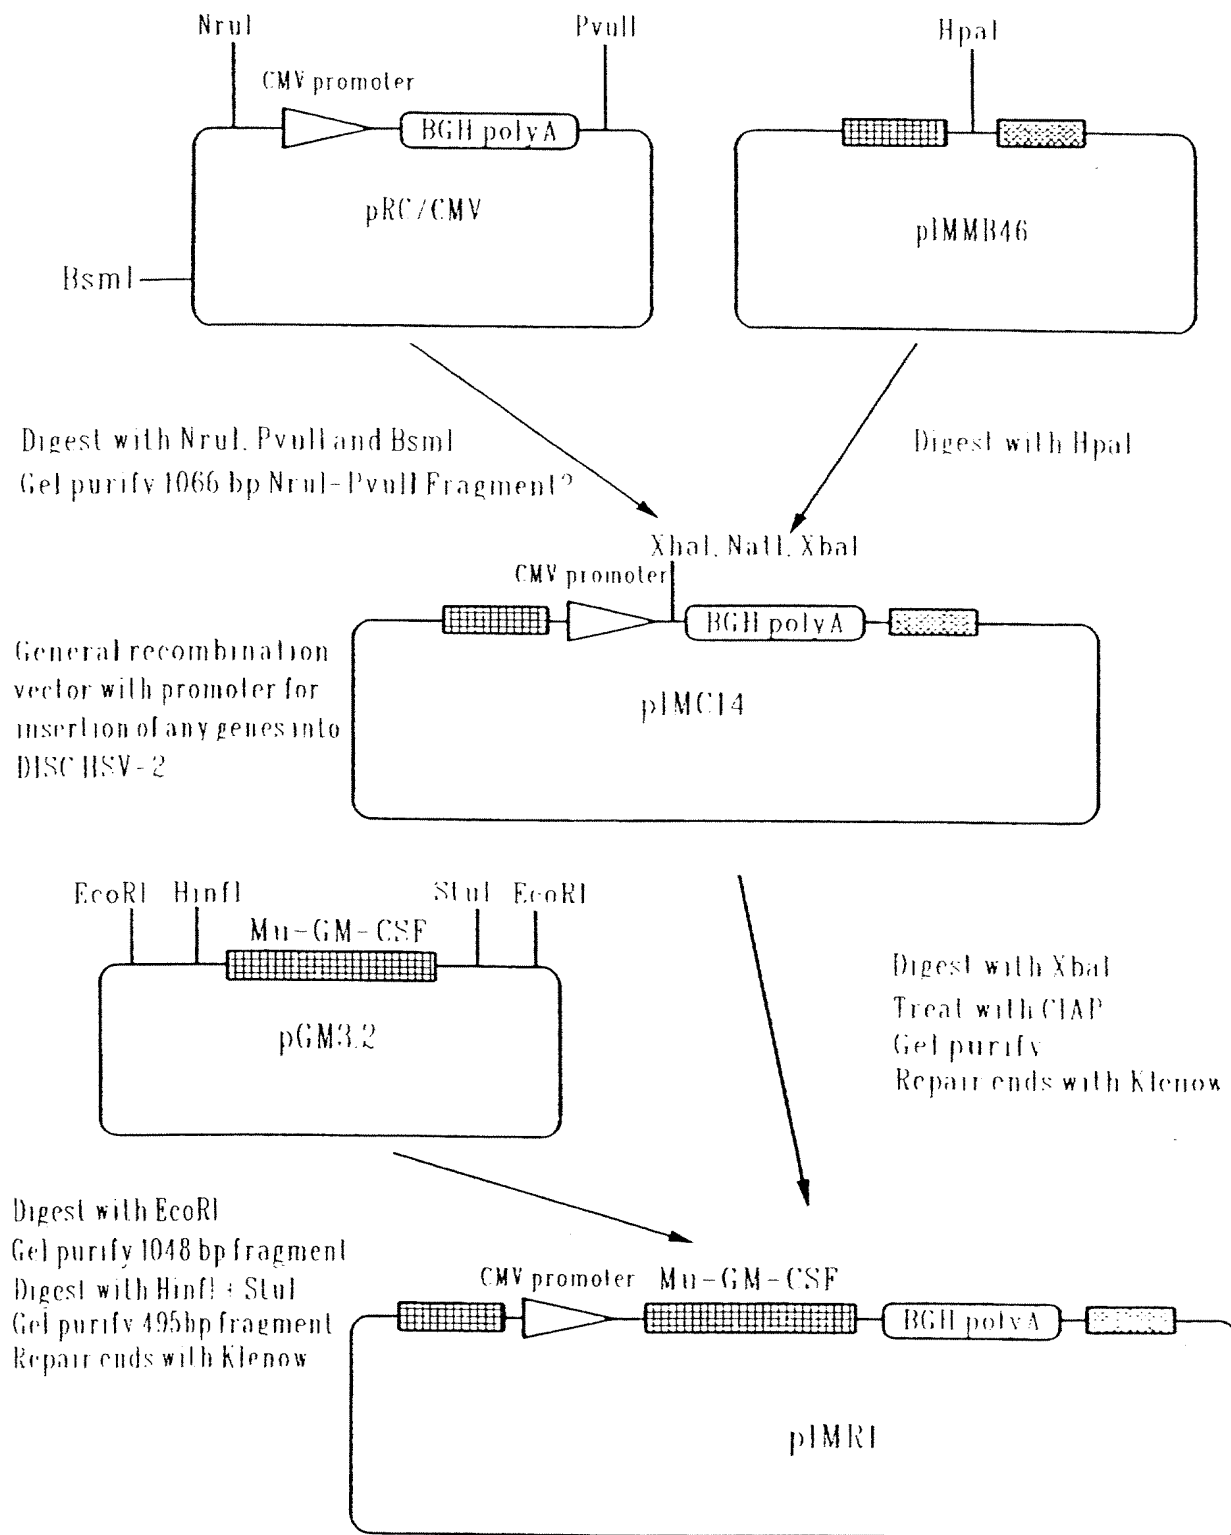 NruI
PvuII
HpaI
CMV promoter
BGH polyA
pRC/CMV
pIMMB46
BsmI
Digest with NruI, PvuII and BsmI
Gel purify 1066 bp NruI-PvuII Fragment?
Digest with HpaI
XhaI, NatI, XbaI
CMV promoter
BGH polyA
General recombination
vector with promoter for
insertion of any genes into
DISC HSV-2
pIMC14
EcoRI HinfI StuI EcoRI
Mu-GM-CSF
pGM3.2
Digest with XbaI
Treat with CIAP
Gel purify
Repair ends with Klenow
Digest with EcoRI
Gel purify 1048 bp fragment
Digest with HinfI + StuI
Gel purify 495bp fragment
Repair ends with Klenow
CMV promoter Mu-GM-CSF
BGH polyA
pIMR1